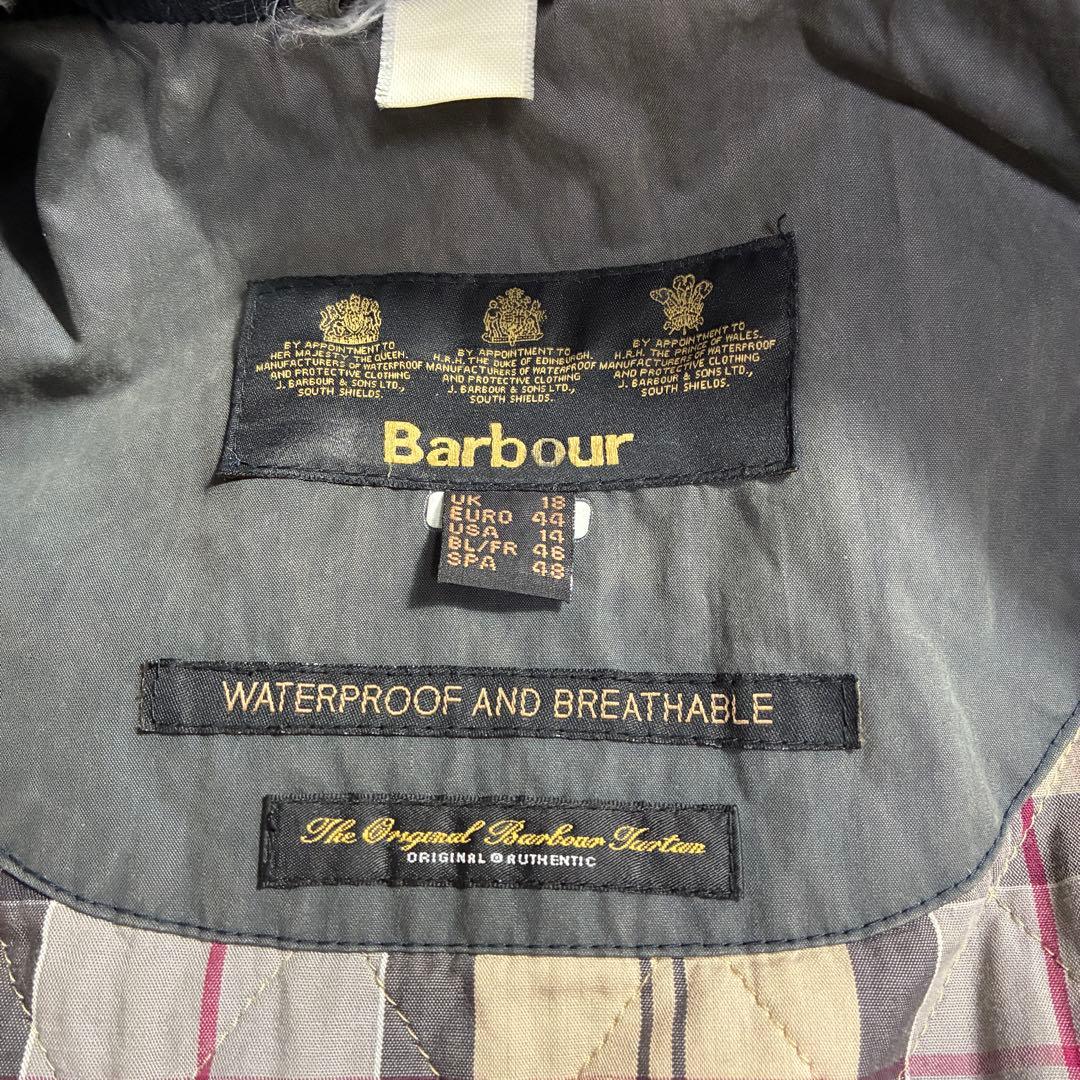 BY APPOINTMENT TO
HER MAJESTY THE QUEEN.
MANUFACTURERS OF WATERPROOF
AND PROTECTIVE CLOTHING
J. BARBOUR & SONS LTD.,
SOUTH SHIELDS.
BY APPOINTMENT TO
H.R.H. THE DUKE OF EDINBURGH.
MANUFACTURERS OF WATERPROOF
AND PROTECTIVE CLOTHING
J. BARBOUR & SONS LTD.,
SOUTH SHIELDS.
BY APPOINTMENT TO
H.R.H. THE PRINCE OF WALES.
MANUFACTURERS OF WATERPROOF
AND PROTECTIVE CLOTHING
J. BARBOUR & SONS LTD.,
SOUTH SHIELDS.
Barbour
UK 18
EURO 44
USA 14
BL/FR 46
SPA 48
WATERPROOF AND BREATHABLE
The Original Barbour Tartan
ORIGINAL @ AUTHENTIC